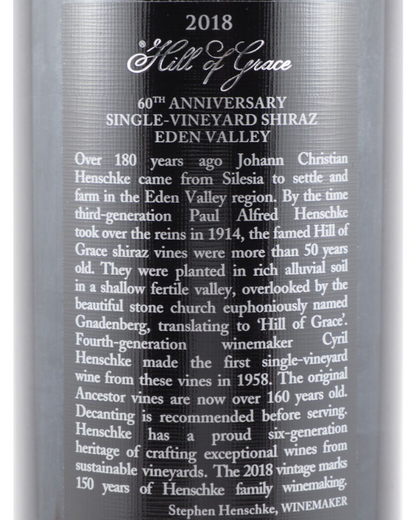 2018
Hill of Grace
60TH ANNIVERSARY
SINGLE-VINEYARD SHIRAZ
EDEN VALLEY
Over 180 years ago Johann Christian
Henschke came from Silesia to settle and
farm in the Eden Valley region. By the time
third-generation Paul Alfred Henschke
took over the reins in 1914, the famed Hill of
Grace shiraz vines were more than 50 years
old. They were planted in rich alluvial soil
in a shallow fertile valley, overlooked by the
beautiful stone church euphoniously named
Gnadenberg, translating to ‘Hill of Grace’.
Fourth-generation winemaker Cyril
Henschke made the first single-vineyard
wine from these vines in 1958. The original
Ancestor vines are now over 160 years old.
Decanting is recommended before serving.
Henschke has a proud six-generation
heritage of crafting exceptional wines from
sustainable vineyards. The 2018 vintage marks
150 years of Henschke family winemaking.
Stephen Henschke, WINEMAKER